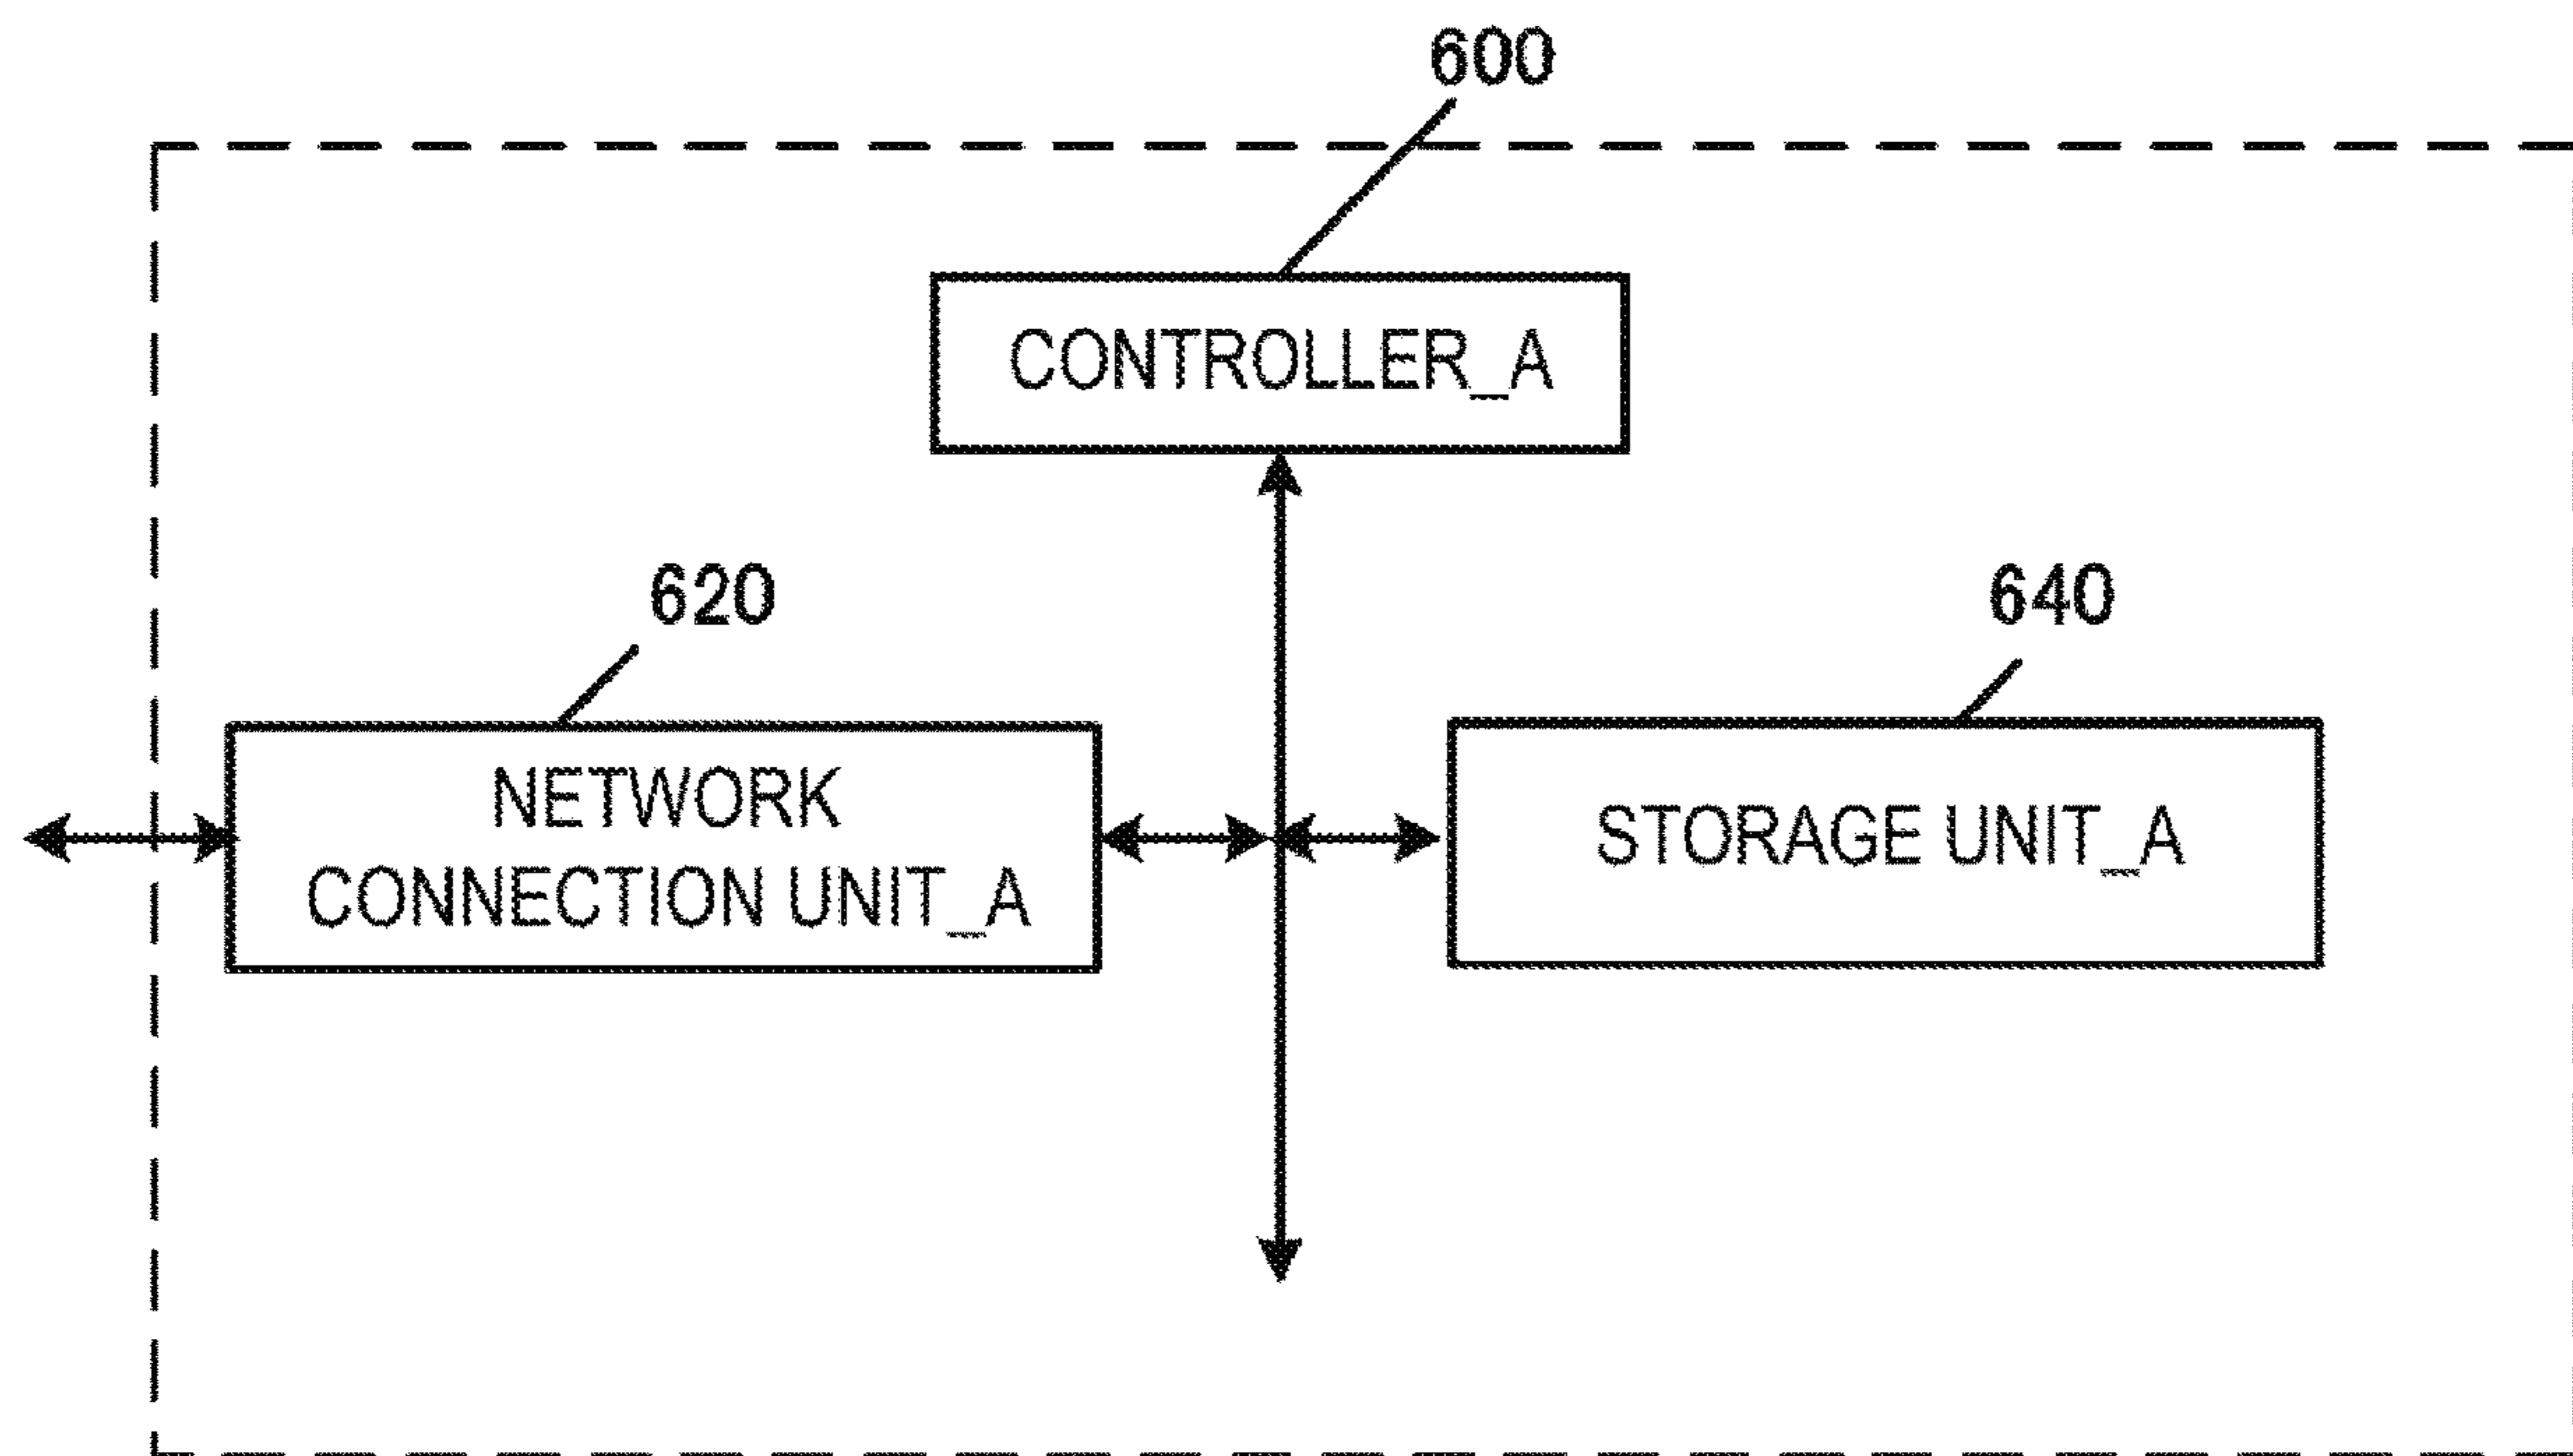 600
CONTROLLER_A
620
640
NETWORK
CONNECTION UNIT_A
STORAGE UNIT_A